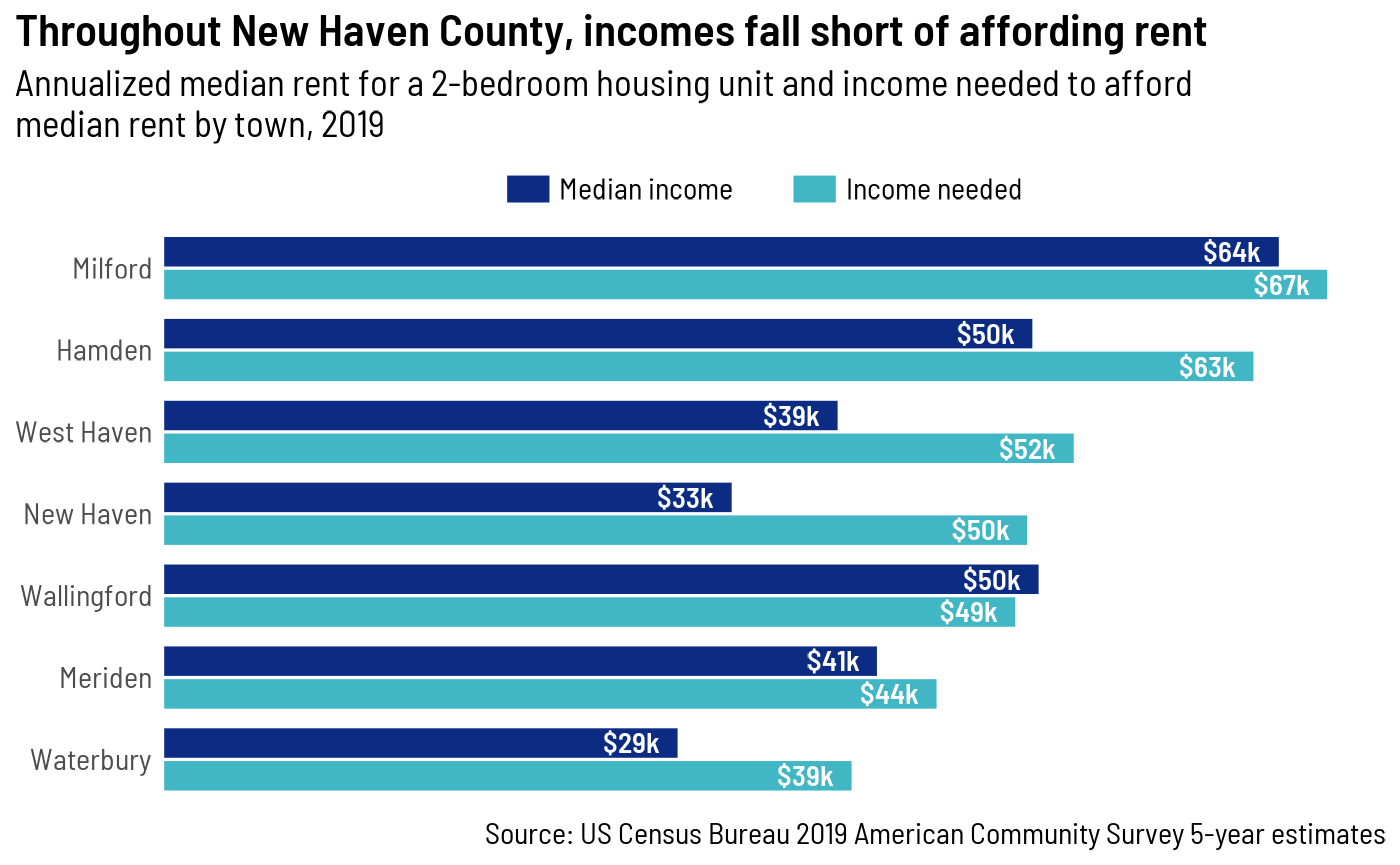 Throughout New Haven County, incomes fall short of affording rent
Annualized median rent for a 2-bedroom housing unit and income needed to afford
median rent by town, 2019
Median income
Income needed
Milford
$64k
$67k
Hamden
$50k
$63k
West Haven
$39k
$52k
New Haven
$33k
$50k
Wallingford
$50k
$49k
Meriden
$41k
$44k
Waterbury
$29k
$39k
Source: US Census Bureau 2019 American Community Survey 5-year estimates